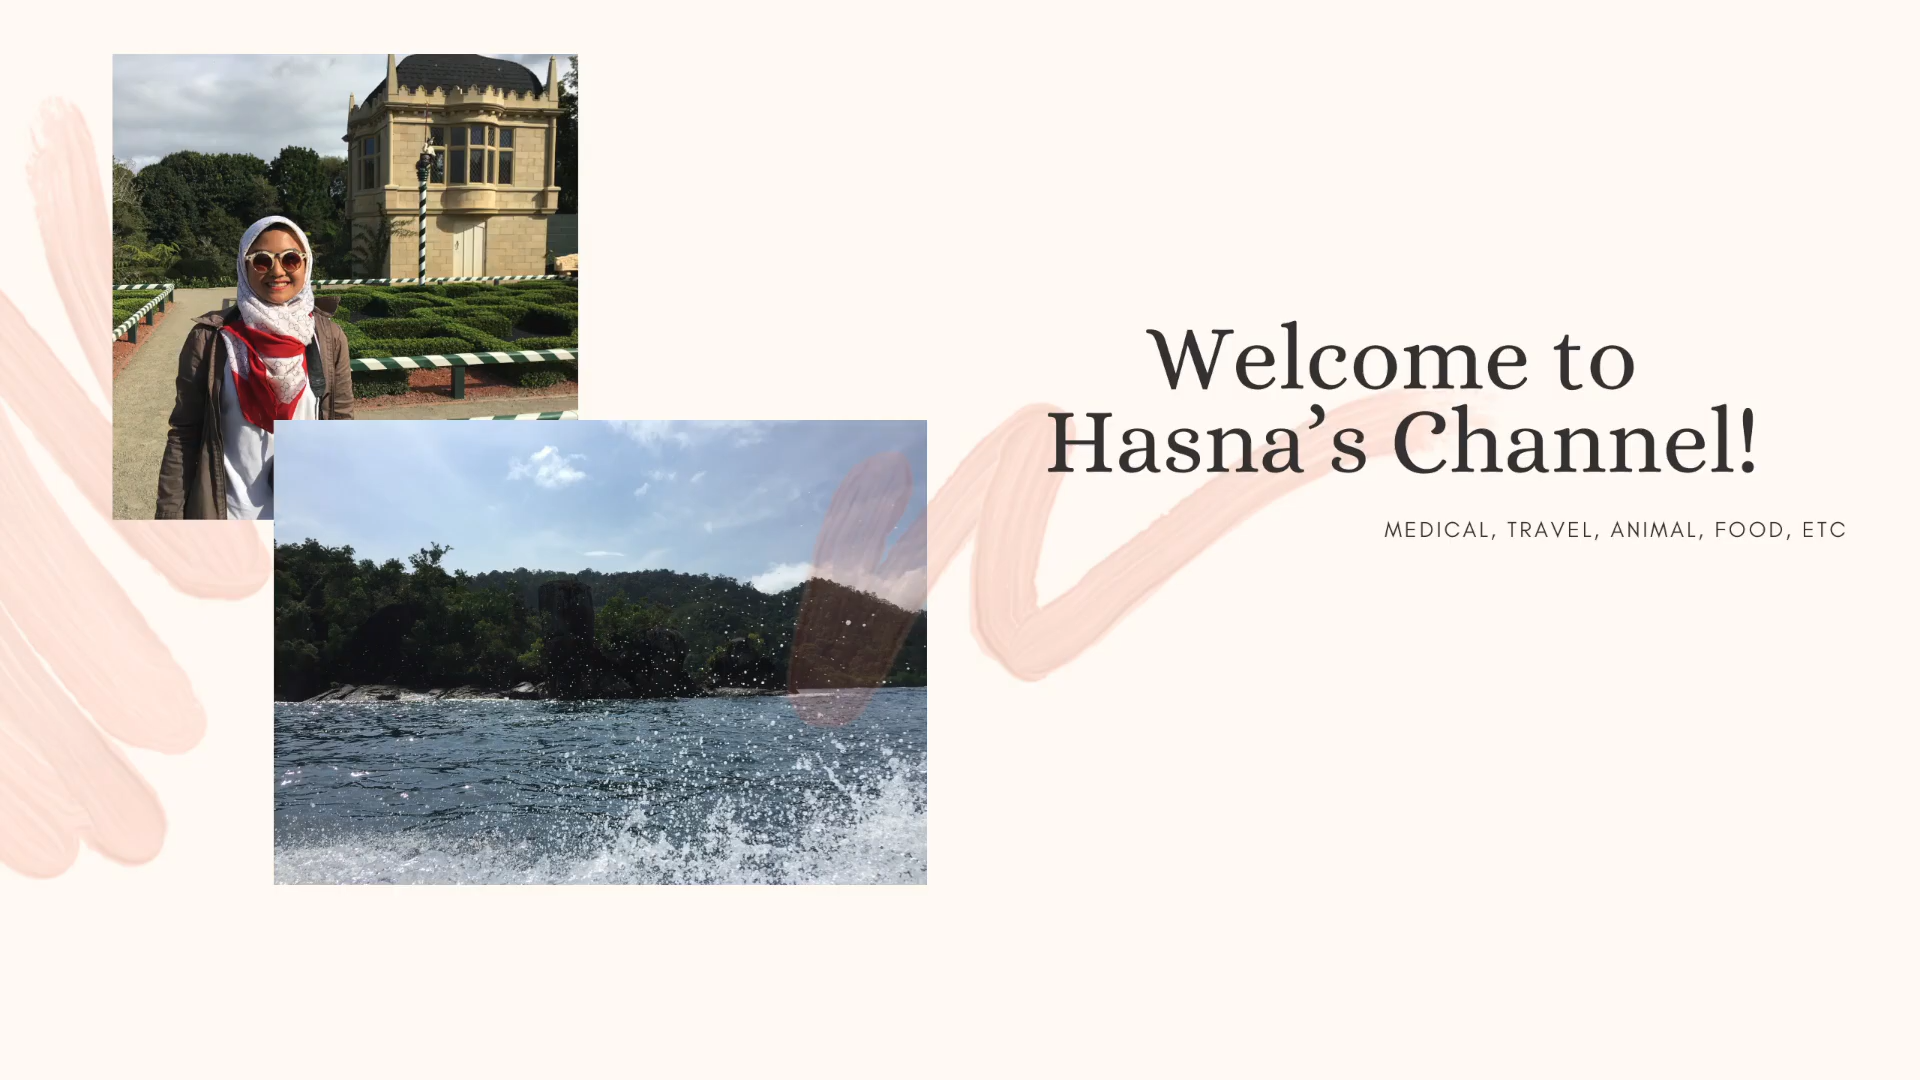 Welcome to
Hasna’s Channel!
MEDICAL, TRAVEL, ANIMAL, FOOD, ETC